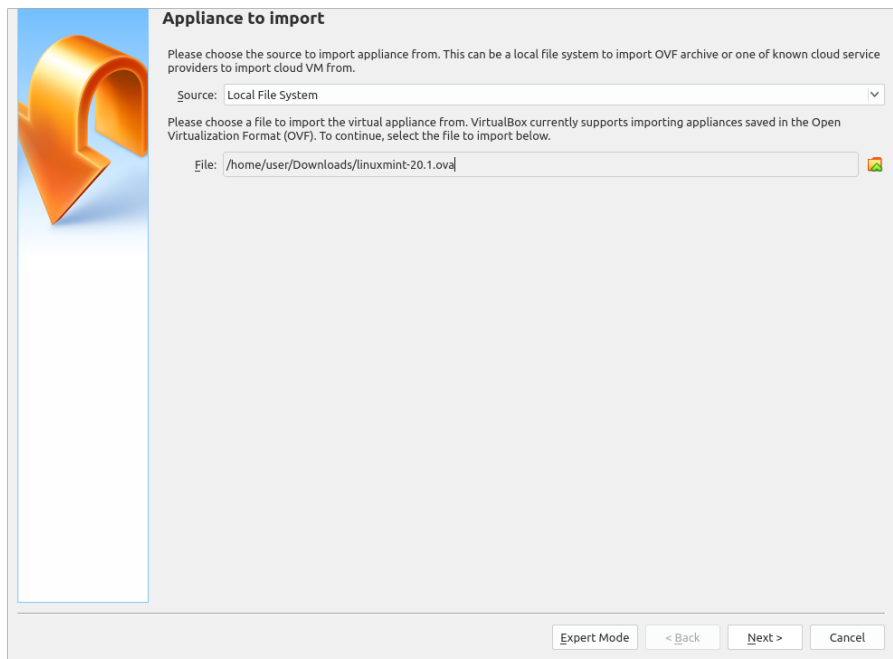 Appliance to import
Please choose the source to import appliance from. This can be a local file system to import OVF archive or one of known cloud service
providers to import cloud VM from.
Source: Local File System
Please choose a file to import the virtual appliance from. VirtualBox currently supports importing appliances saved in the Open
Virtualization Format (OVF). To continue, select the file to import below.
File: /home/user/Downloads/linuxmint-20.1.ova
Expert Mode < Back Next > Cancel